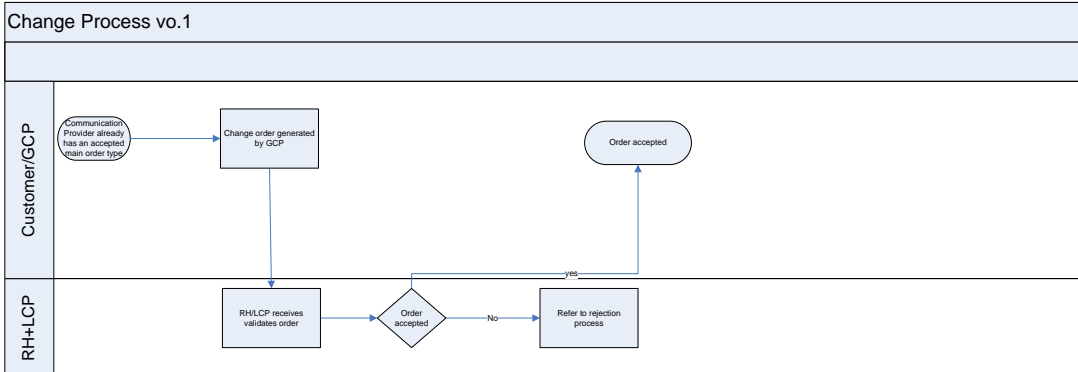 Change Process vo.1
Customer/GCP
Communication
Provider already
has an accepted
main order type
Change order generated
by GCP
Order accepted
yes
RH+LCP
RH/LCP receives
validates order
Order
accepted
No
Refer to rejection
process